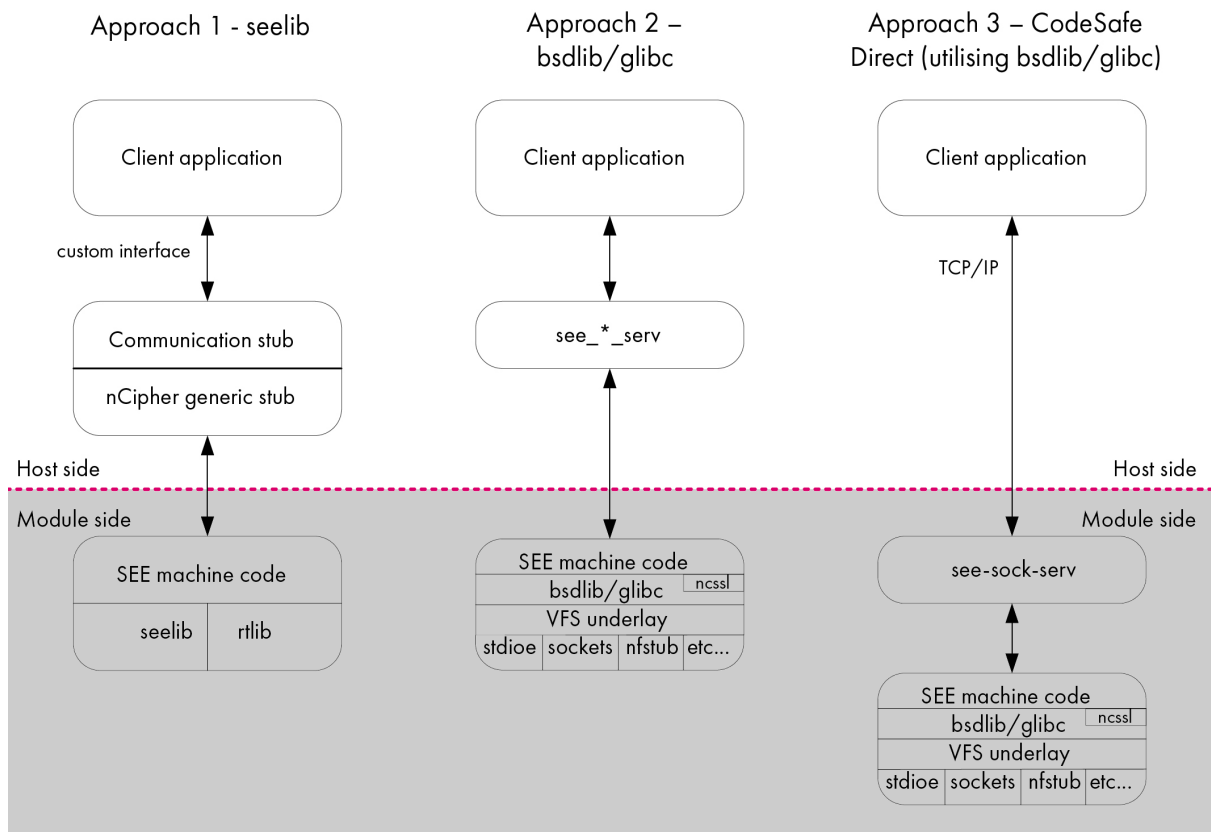 Approach 1 - seelib
Approach 2 –
bsdlib/glibc
Approach 3 – CodeSafe
Direct (utilising bsdlib/glibc)
Client application
Client application
Client application
custom interface
TCP/IP
Communication stub
nCipher generic stub
see_*_serv
Host side
Host side
Module side
Module side
SEE machine code
seelib
rtlib
SEE machine code
bsdlib/glibc
ncssl
VFS underlay
stdioe
sockets
nfstub
etc...
see-sock-serv
SEE machine code
bsdlib/glibc
ncssl
VFS underlay
stdioe
sockets
nfstub
etc...